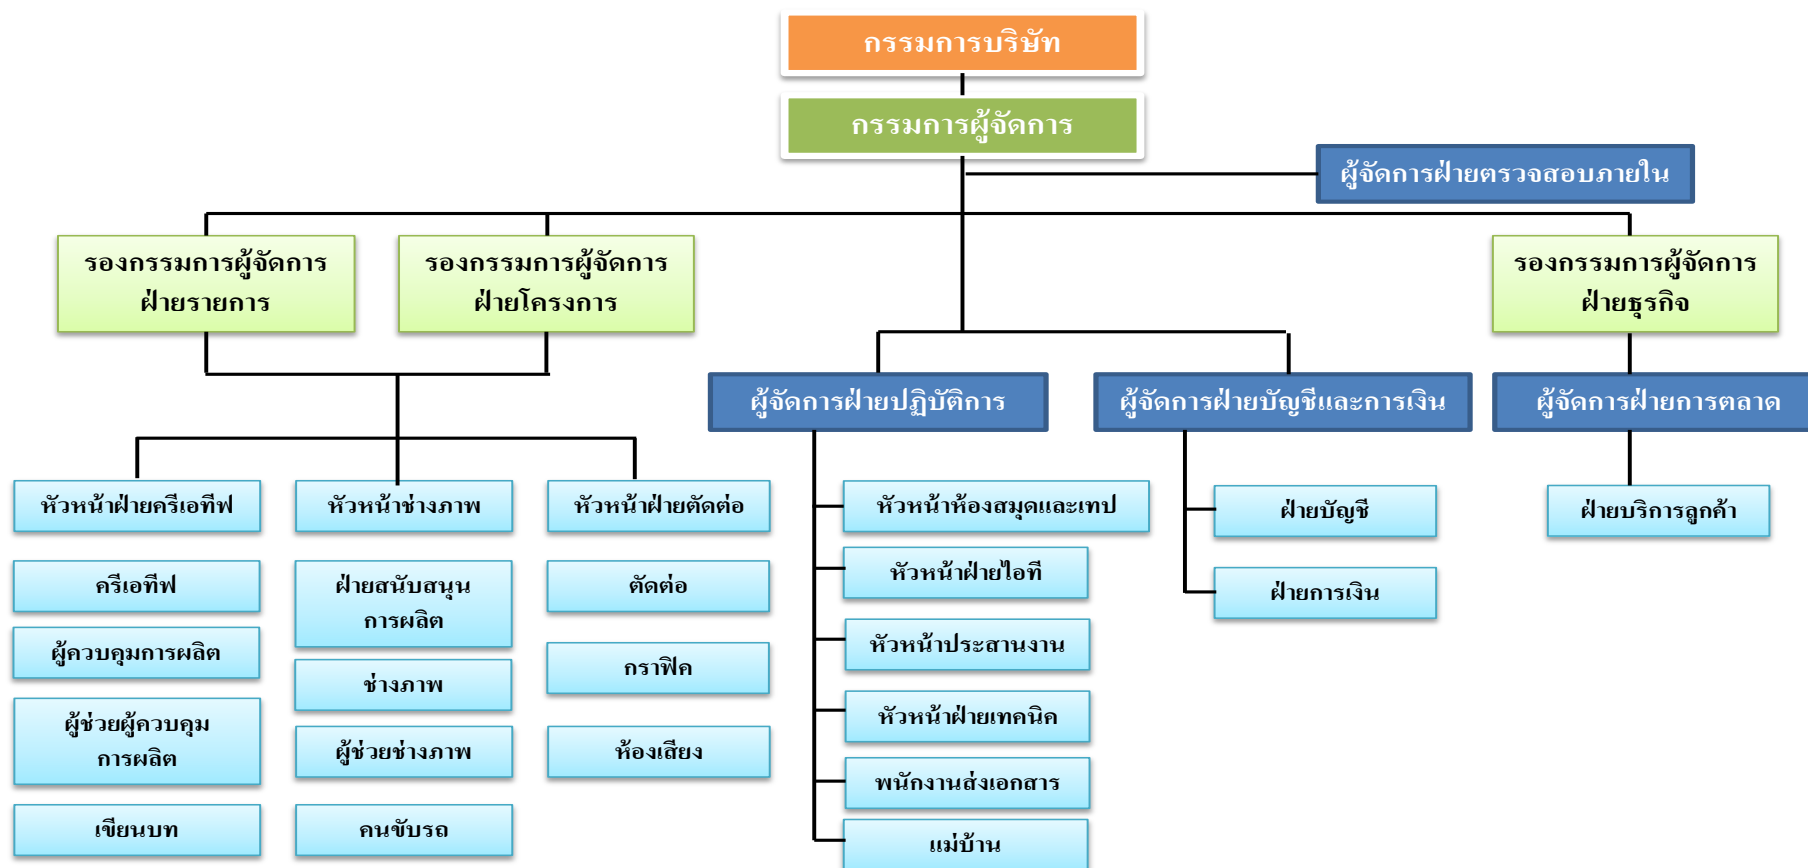 กรรมการบริษัท
กรรมการผู้จัดการ
ผู้จัดการฝ่ายตรวจสอบภายใน
รองกรรมการผู้จัดการ
ฝ่ายรายการ
รองกรรมการผู้จัดการ
ฝ่ายโครงการ
รองกรรมการผู้จัดการ
ฝ่ายธุรกิจ
ผู้จัดการฝ่ายปฏิบัติการ
ผู้จัดการฝ่ายบัญชีและการเงิน
ผู้จัดการฝ่ายการตลาด
หัวหน้าฝ่ายครีเอทีฟ
ครีเอทีฟ
ผู้ควบคุมการผลิต
ผู้ช่วยผู้ควบคุม
การผลิต
เขียนบท
หัวหน้าช่างภาพ
ฝ่ายสนับสนุน
การผลิต
ช่างภาพ
ผู้ช่วยช่างภาพ
คนขับรถ
หัวหน้าฝ่ายตัดต่อ
ตัดต่อ
กราฟิค
ห้องเสียง
หัวหน้าห้องสมุดและเทป
หัวหน้าฝ่ายไอที
หัวหน้าประสานงาน
หัวหน้าฝ่ายเทคนิค
พนักงานส่งเอกสาร
แม่บ้าน
ฝ่ายบัญชี
ฝ่ายการเงิน
ฝ่ายบริการลูกค้า